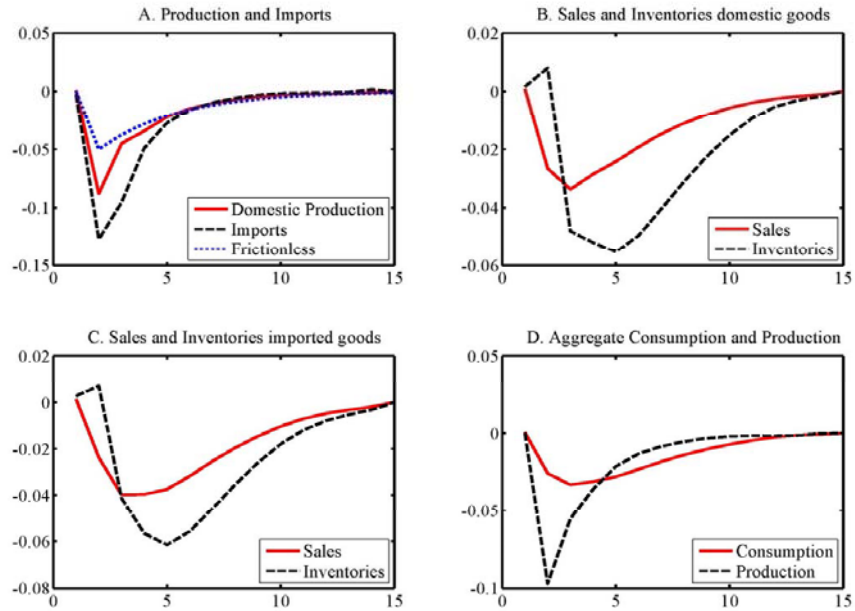 A. Production and Imports
0.05
0
-0.05
-0.1
-0.15
0
5
10
15
Domestic Production
Imports
Frictionless
B. Sales and Inventories domestic goods
0.02
0
-0.02
-0.04
-0.06
0
5
10
15
Sales
Inventories
C. Sales and Inventories imported goods
0.02
0
-0.02
-0.04
-0.06
-0.08
0
5
10
15
Sales
Inventories
D. Aggregate Consumption and Production
0.05
0
-0.05
-0.1
0
5
10
15
Consumption
Production